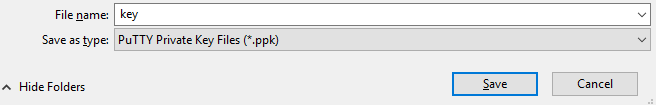 File name: key
Save as type: PuTTY Private Key Files (*.ppk)
Hide Folders Save Cancel